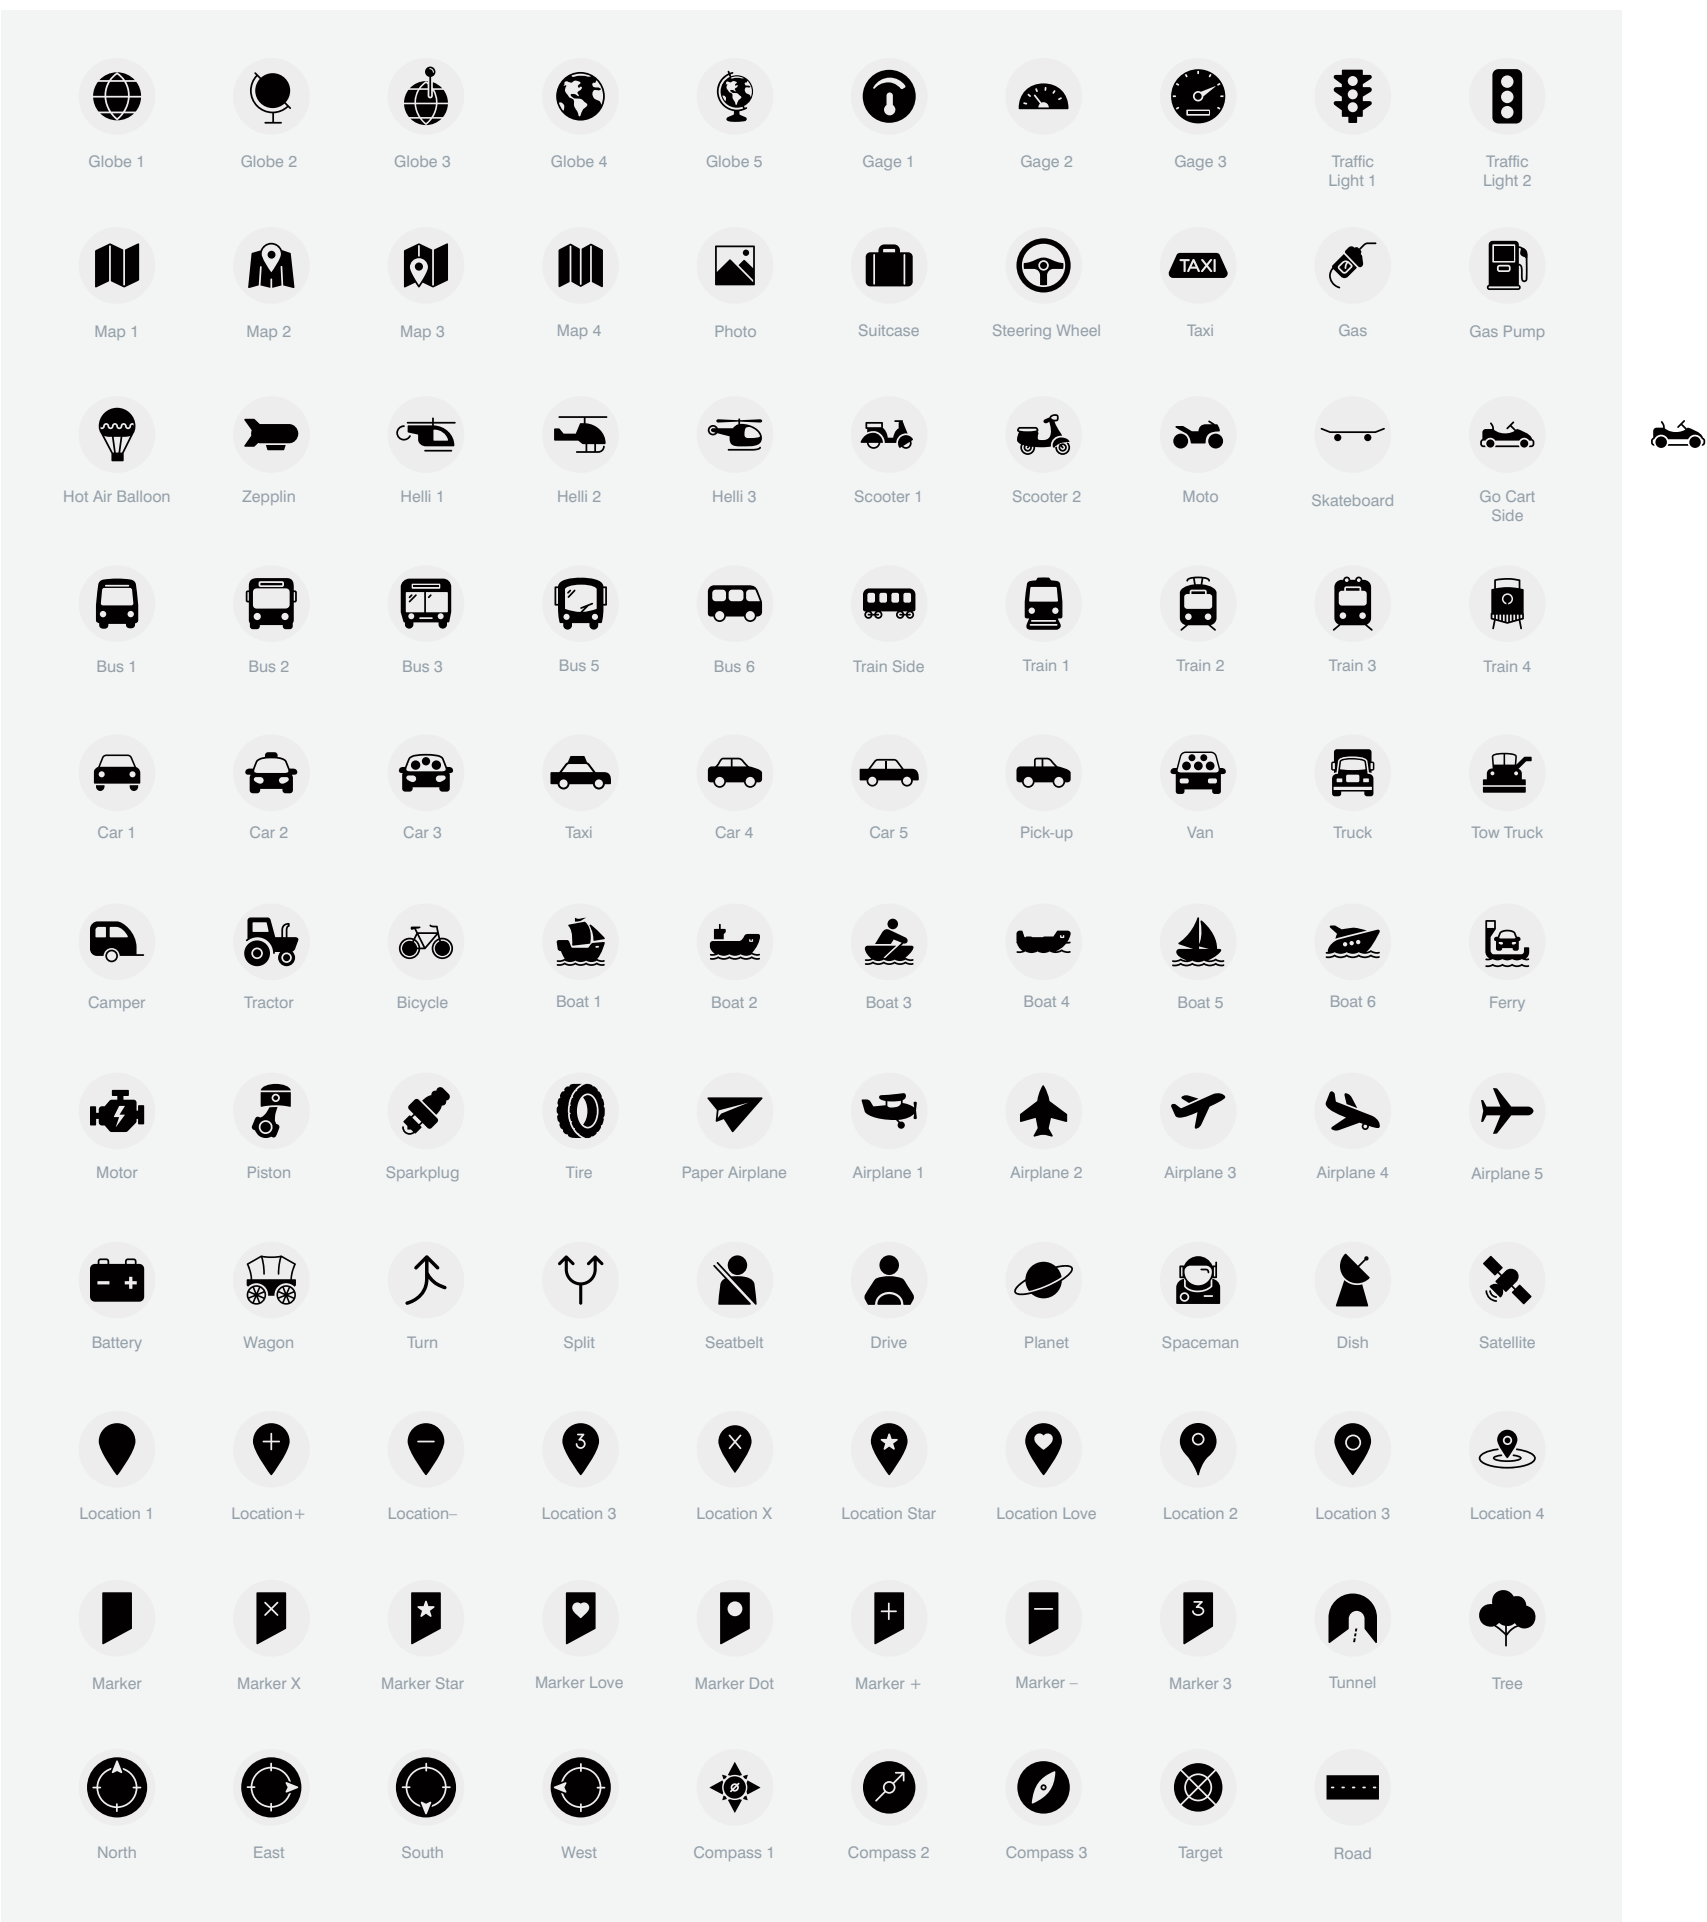 Globe 1
Globe 2
Globe 3
Globe 4
Globe 5
Gage 1
Gage 2
Gage 3
Traffic
Light 1
Traffic
Light 2
Map 1
Map 2
Map 3
Map 4
Photo
Suitcase
Steering Wheel
TAXI
Taxi
Gas
Gas Pump
Hot Air Balloon
Zepplin
Helli 1
Helli 2
Helli 3
Scooter 1
Scooter 2
Moto
Skateboard
Go Cart
Side
Bus 1
Bus 2
Bus 3
Bus 5
Bus 6
Train Side
Train 1
Train 2
Train 3
Train 4
Car 1
Car 2
Car 3
Taxi
Car 4
Car 5
Pick-up
Van
Truck
Tow Truck
Camper
Tractor
Bicycle
Boat 1
Boat 2
Boat 3
Boat 4
Boat 5
Boat 6
Ferry
Motor
Piston
Sparkplug
Tire
Paper Airplane
Airplane 1
Airplane 2
Airplane 3
Airplane 4
Airplane 5
Battery
Wagon
Turn
Split
Seatbelt
Drive
Planet
Spaceman
Dish
Satellite
3
Location 1
Location+
Location–
Location 3
Location X
Location Star
Location Love
Location 2
Location 3
Location 4
3
Marker
Marker X
Marker Star
Marker Love
Marker Dot
Marker +
Marker –
Marker 3
Tunnel
Tree
North
East
South
West
Compass 1
Compass 2
Compass 3
Target
Road